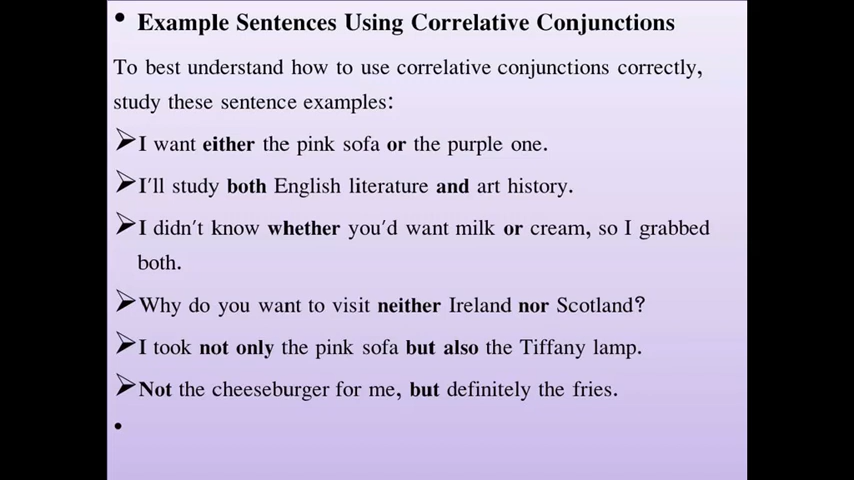 • Example Sentences Using Correlative Conjunctions
To best understand how to use correlative conjunctions correctly,
study these sentence examples:
➢I want either the pink sofa or the purple one.
➢I'll study both English literature and art history.
➢I didn't know whether you'd want milk or cream, so I grabbed
both.
➢Why do you want to visit neither Ireland nor Scotland?
➢I took not only the pink sofa but also the Tiffany lamp.
➢Not the cheeseburger for me, but definitely the fries.
•